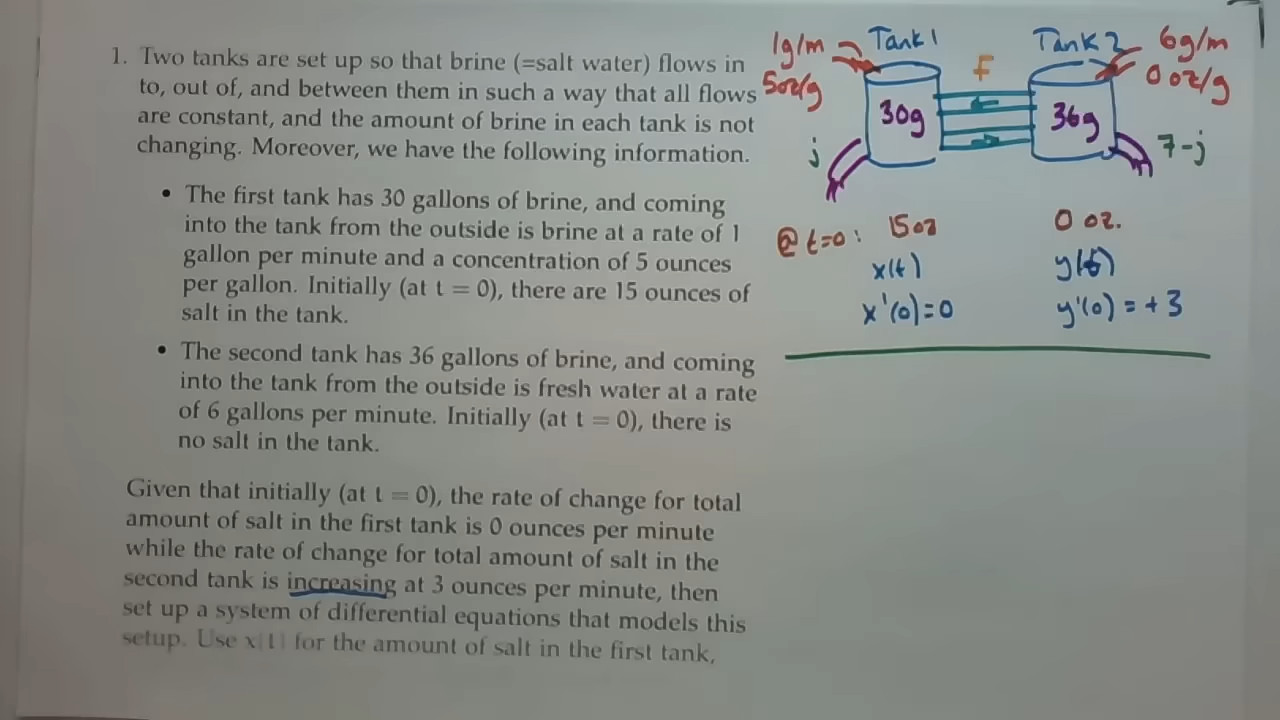 1. Two tanks are set up so that brine (=salt water) flows in
to, out of, and between them in such a way that all flows
are constant, and the amount of brine in each tank is not
changing. Moreover, we have the following information.
• The first tank has 30 gallons of brine, and coming
into the tank from the outside is brine at a rate of 1
gallon per minute and a concentration of 5 ounces
per gallon. Initially (at t = 0), there are 15 ounces of
salt in the tank.
• The second tank has 36 gallons of brine, and coming
into the tank from the outside is fresh water at a rate
of 6 gallons per minute. Initially (at t = 0), there is
no salt in the tank.
Given that initially (at t = 0), the rate of change for total
amount of salt in the first tank is 0 ounces per minute
while the rate of change for total amount of salt in the
second tank is increasing at 3 ounces per minute, then
set up a system of differential equations that models this
setup. Use x(t) for the amount of salt in the first tank,
1g/m Tank 1 Tank 2 6g/m
5oz/g F 0 oz/g
30g 36g
j 7-j
@ t=0: 15oz 0 oz.
x(t) y(t)
x'(0)=0 y'(0)=+3